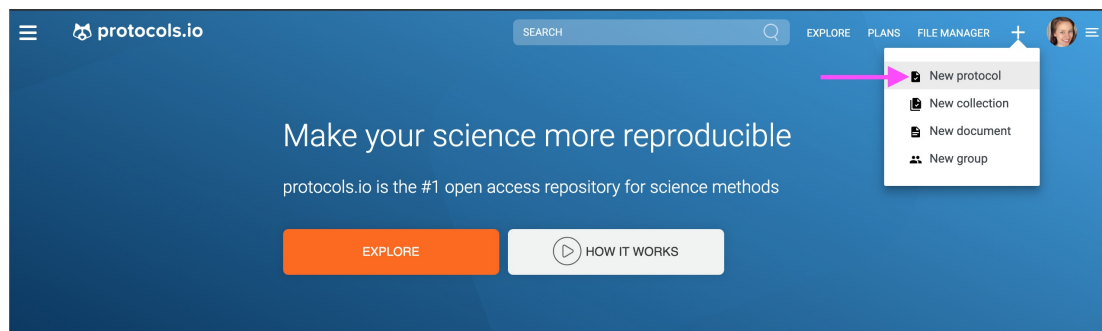 protocols.io
SEARCH
EXPLORE PLANS FILE MANAGER
New protocol
New collection
New document
New group
Make your science more reproducible
protocols.io is the #1 open access repository for science methods
EXPLORE
HOW IT WORKS